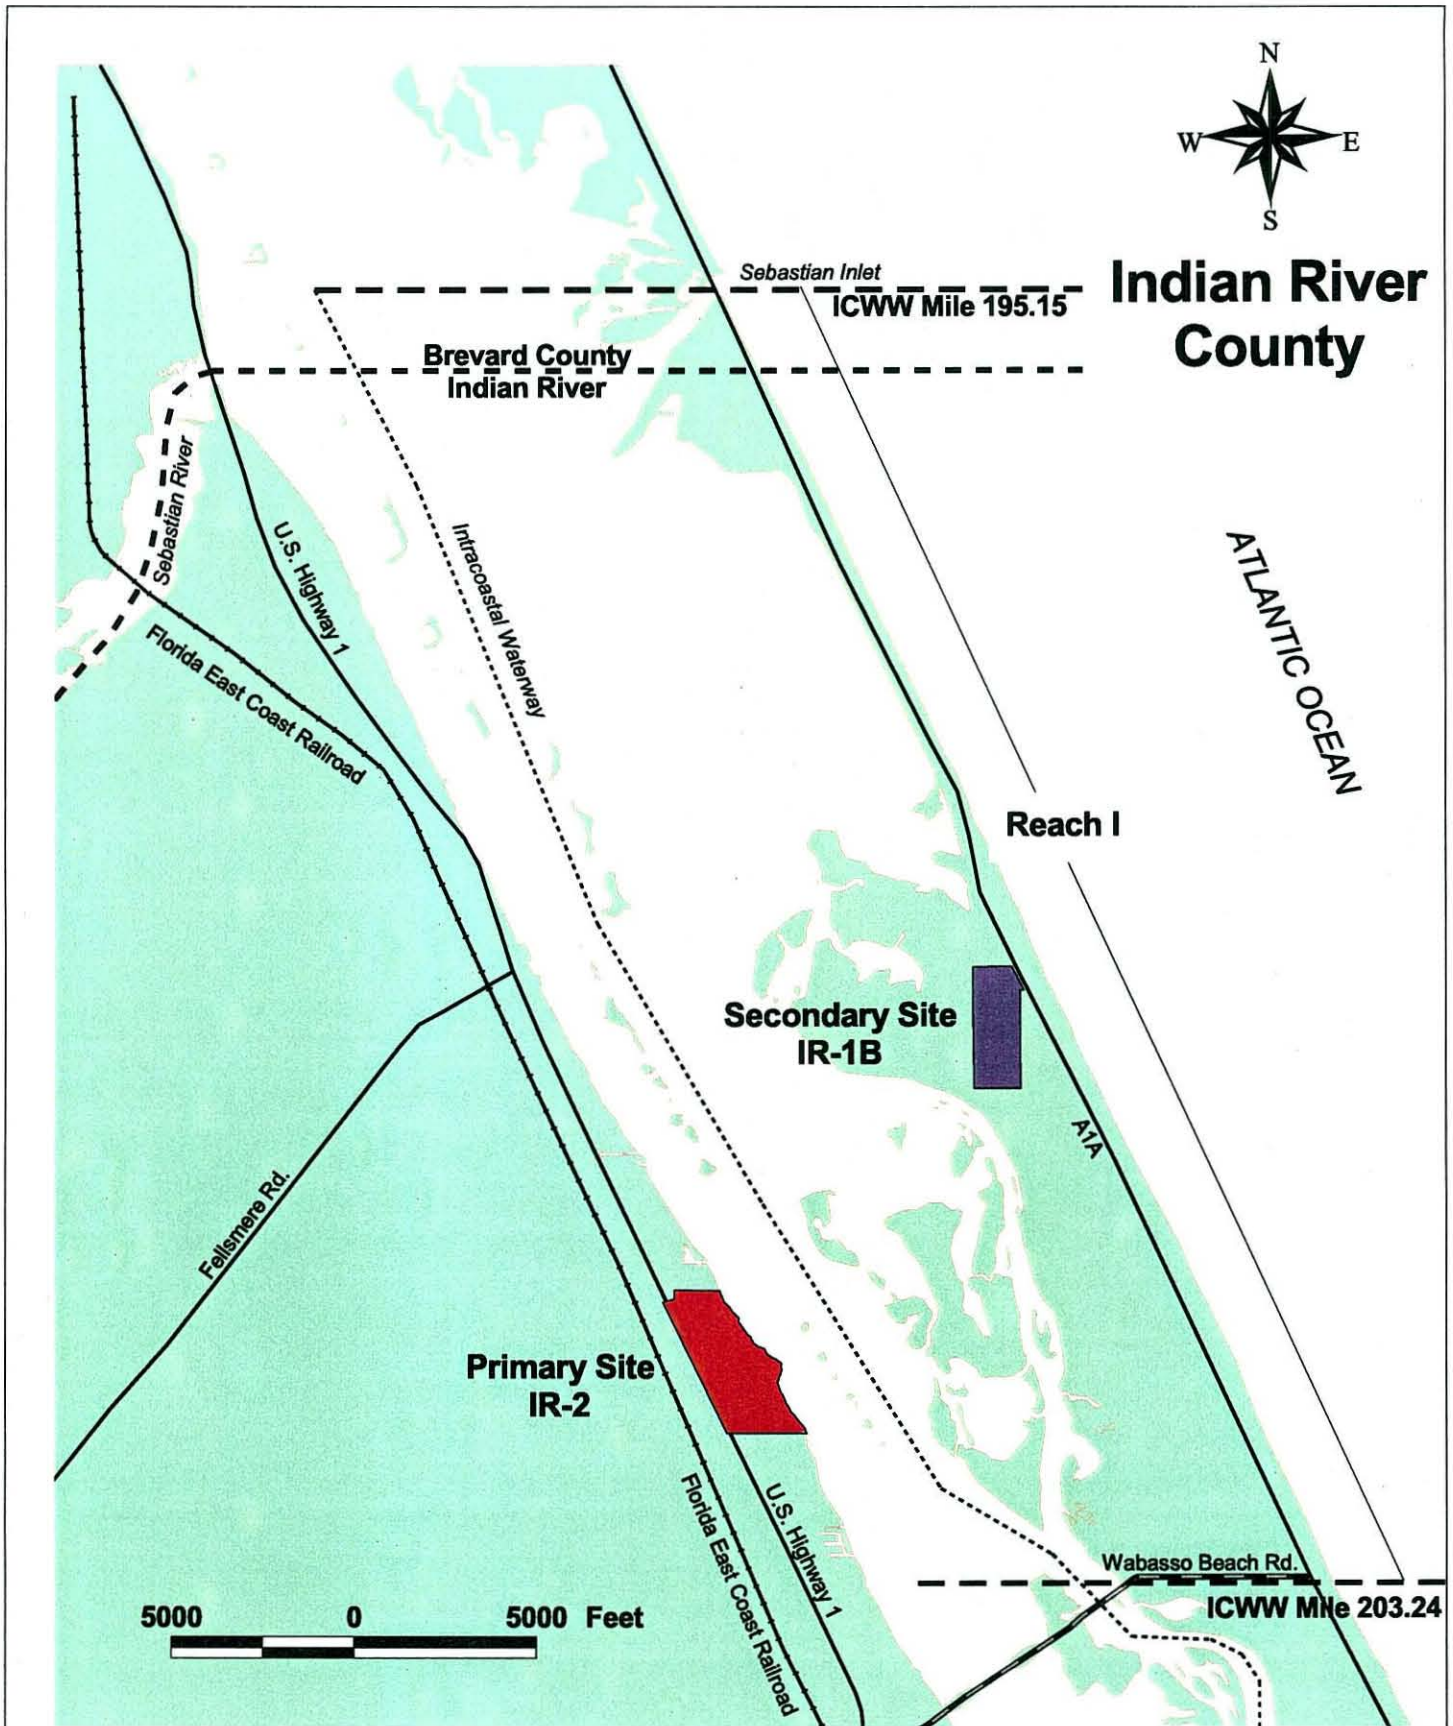 N
W
E
S
Indian River
County
Sebastian Inlet
ICWW Mile 195.15
Brevard County
Indian River
Sebastian River
U.S. Highway 1
Intracoastal Waterway
ATLANTIC OCEAN
Florida East Coast Railroad
Reach I
Secondary Site
IR-1B
A1A
Fellsmere Rd.
Primary Site
IR-2
Florida East Coast Railroad
U.S. Highway 1
Wabasso Beach Rd.
ICWW Mile 203.24
5000 0 5000 Feet